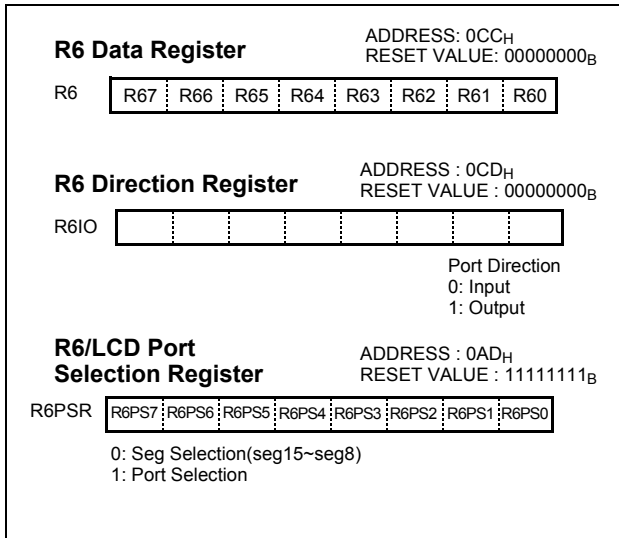 R6 Data Register
ADDRESS: 0CCH
RESET VALUE: 00000000B
R6 R67 R66 R65 R64 R63 R62 R61 R60
R6 Direction Register
ADDRESS : 0CDH
RESET VALUE : 00000000B
R6IO
Port Direction
0: Input
1: Output
R6/LCD Port
Selection Register
ADDRESS : 0ADH
RESET VALUE : 11111111B
R6PSR R6PS7 R6PS6 R6PS5 R6PS4 R6PS3 R6PS2 R6PS1 R6PS0
0: Seg Selection(seg15~seg8)
1: Port Selection